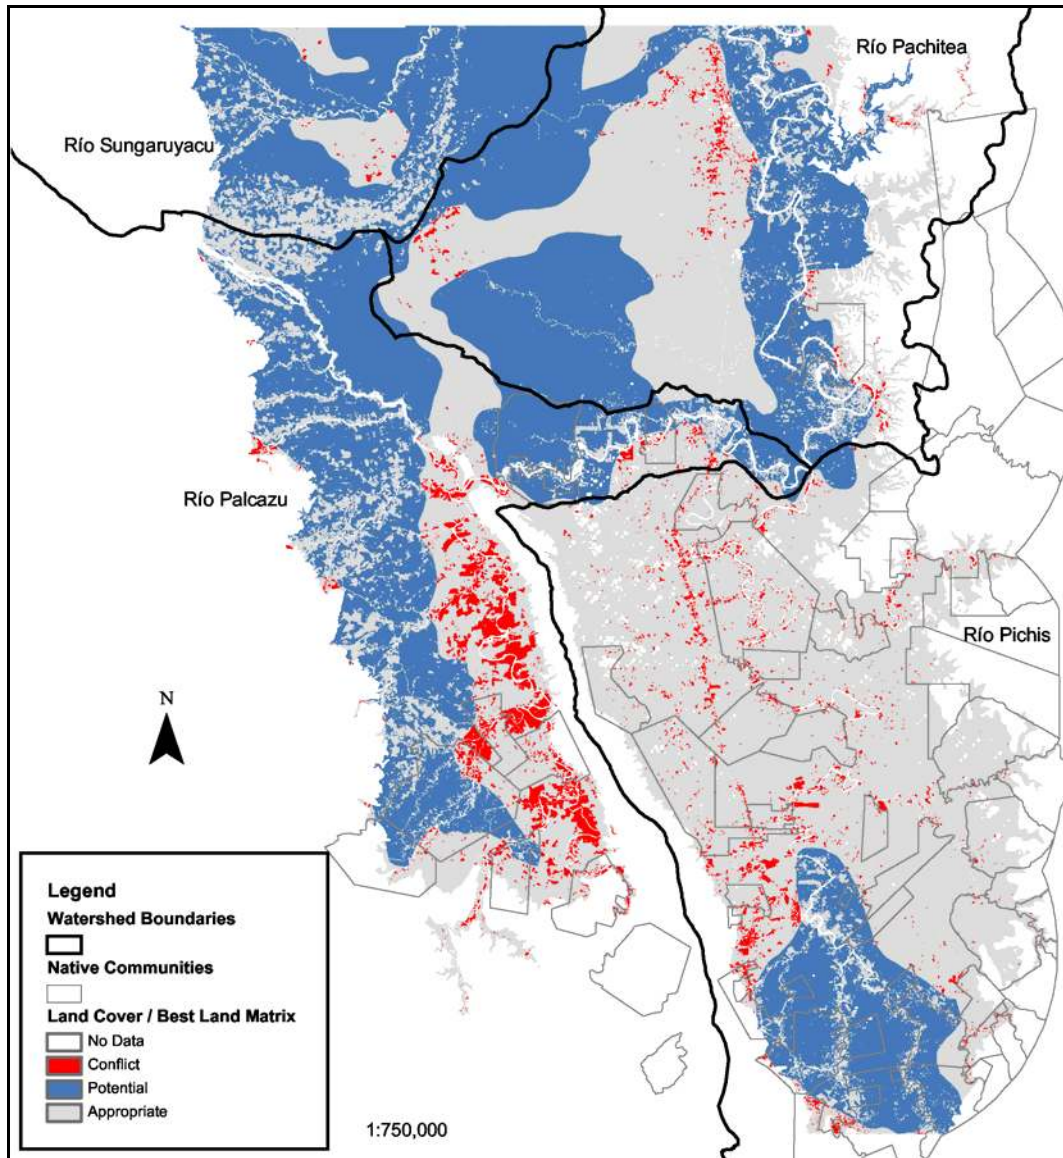 Río Pachitea
Río Sungaruyacu
Río Palcazu
Río Pichis
N
Legend
Watershed Boundaries
Native Communities
Land Cover / Best Land Matrix
No Data
Conflict
Potential
Appropriate
1:750,000